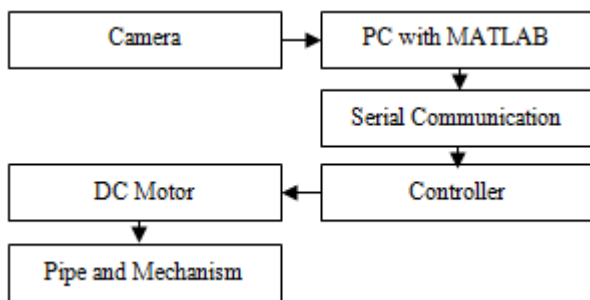 Camera
PC with MATLAB
Serial Communication
DC Motor
Controller
Pipe and Mechanism